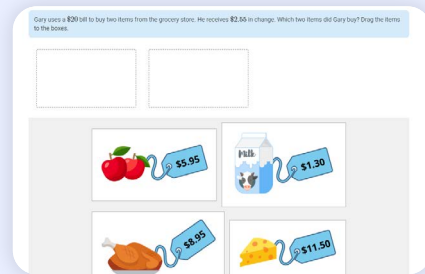 Gary uses a $20 bill to buy two items from the grocery store. He receives $2.55 in change. Which two items did Gary buy? Drag the items
to the boxes.
$5.95
Milk
$1.30
$8.95
$11.50